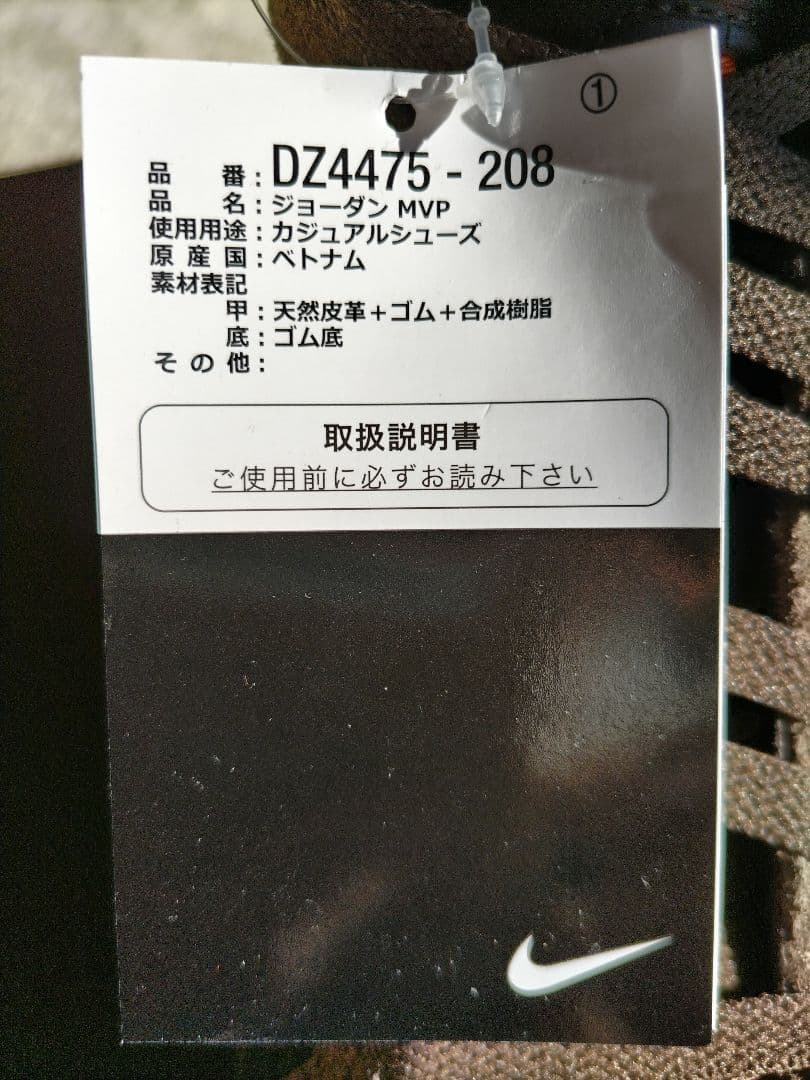 ①
品番：DZ4475 - 208
品名：ジョーダン MVP
使用用途：カジュアルシューズ
原産国：ベトナム
素材表記
甲：天然皮革＋ゴム＋合成樹脂
底：ゴム底
その他：
取扱説明書
ご使用前に必ずお読み下さい